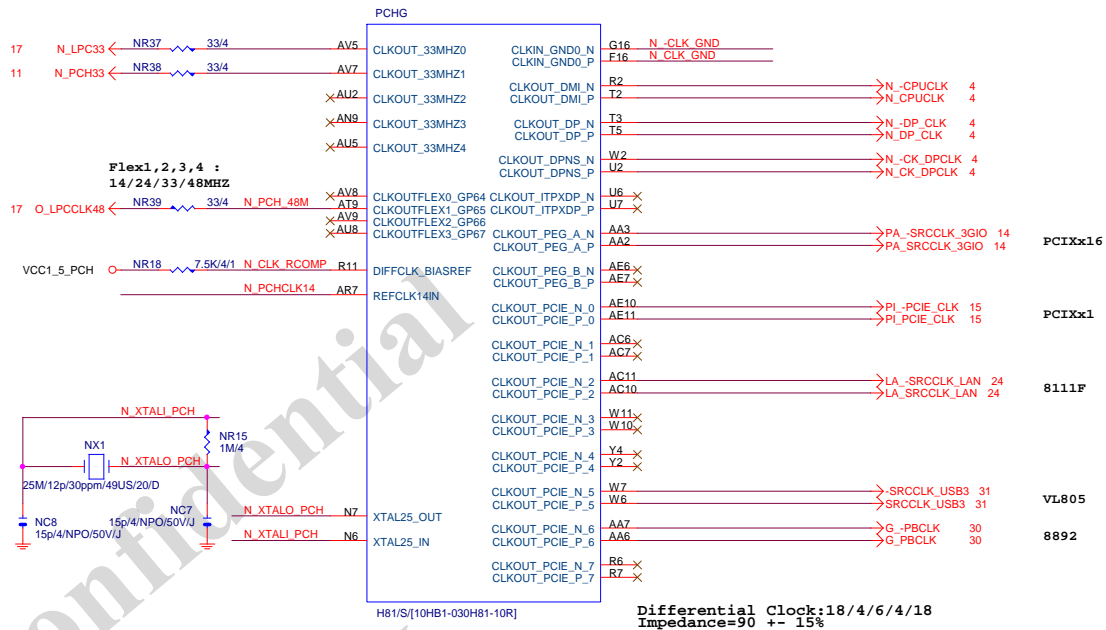 PCHG
17 N_LPC33 NR37 33/4 AV5 CLKOUT_33MHZ0
11 N_PCH33 NR38 33/4 AV7 CLKOUT_33MHZ1
AU2 CLKOUT_33MHZ2
AN9 CLKOUT_33MHZ3
AU5 CLKOUT_33MHZ4
Flex1,2,3,4 :
14/24/33/48MHZ
AV8 CLKOUTFLEX0_GP64
17 O_LPCCLK48 NR39 33/4 N_PCH_48M AT9 CLKOUTFLEX1_GP65
AV9 CLKOUTFLEX2_GP66
AU8 CLKOUTFLEX3_GP67
VCC1_5_PCH NR18 7.5K/4/1 N_CLK_RCOMP R11 DIFFCLK_BIASREF
N_PCHCLK14 AR7 REFCLK14IN
N_XTALI_PCH
NR15
1M/4
NX1
N_XTALO_PCH
25M/12p/30ppm/49US/20/D
NC8
15p/4/NPO/50V/J
NC7
15p/4/NPO/50V/J
N_XTALO_PCH N7 XTAL25_OUT
N_XTALI_PCH N6 XTAL25_IN
CLKIN_GND0_N G16 N_-CLK_GND
CLKIN_GND0_P F16 N_CLK_GND
CLKOUT_DMI_N R2 N_-CPUCLK 4
CLKOUT_DMI_P T2 N_CPUCLK 4
CLKOUT_DP_N T3 N_-DP_CLK 4
CLKOUT_DP_P T5 N_DP_CLK 4
CLKOUT_DPNS_N W2 N_-CK_DPCLK 4
CLKOUT_DPNS_P U2 N_CK_DPCLK 4
CLKOUT_ITPXDP_N U6
CLKOUT_ITPXDP_P U7
CLKOUT_PEG_A_N AA3 PA_-SRCCLK_3GIO 14
CLKOUT_PEG_A_P AA2 PA_SRCCLK_3GIO 14
PCIXx16
CLKOUT_PEG_B_N AE6
CLKOUT_PEG_B_P AE7
CLKOUT_PCIE_N_0 AE10 PI_-PCIE_CLK 15
CLKOUT_PCIE_P_0 AE11 PI_PCIE_CLK 15
PCIXx1
CLKOUT_PCIE_N_1 AC6
CLKOUT_PCIE_P_1 AC7
CLKOUT_PCIE_N_2 AC11 LA_-SRCCLK_LAN 24
CLKOUT_PCIE_P_2 AC10 LA_SRCCLK_LAN 24
8111F
CLKOUT_PCIE_N_3 W11
CLKOUT_PCIE_P_3 W10
CLKOUT_PCIE_N_4 Y4
CLKOUT_PCIE_P_4 Y2
CLKOUT_PCIE_N_5 W7 -SRCCLK_USB3 31
CLKOUT_PCIE_P_5 W6 SRCCLK_USB3 31
VL805
CLKOUT_PCIE_N_6 AA7 G_-PBCLK 30
CLKOUT_PCIE_P_6 AA6 G_PBCLK 30
8892
CLKOUT_PCIE_N_7 R6
CLKOUT_PCIE_P_7 R7
H81/S/[10HB1-030H81-10R]
Differential Clock:18/4/6/4/18
Impedance=90 +- 15%
onfidential